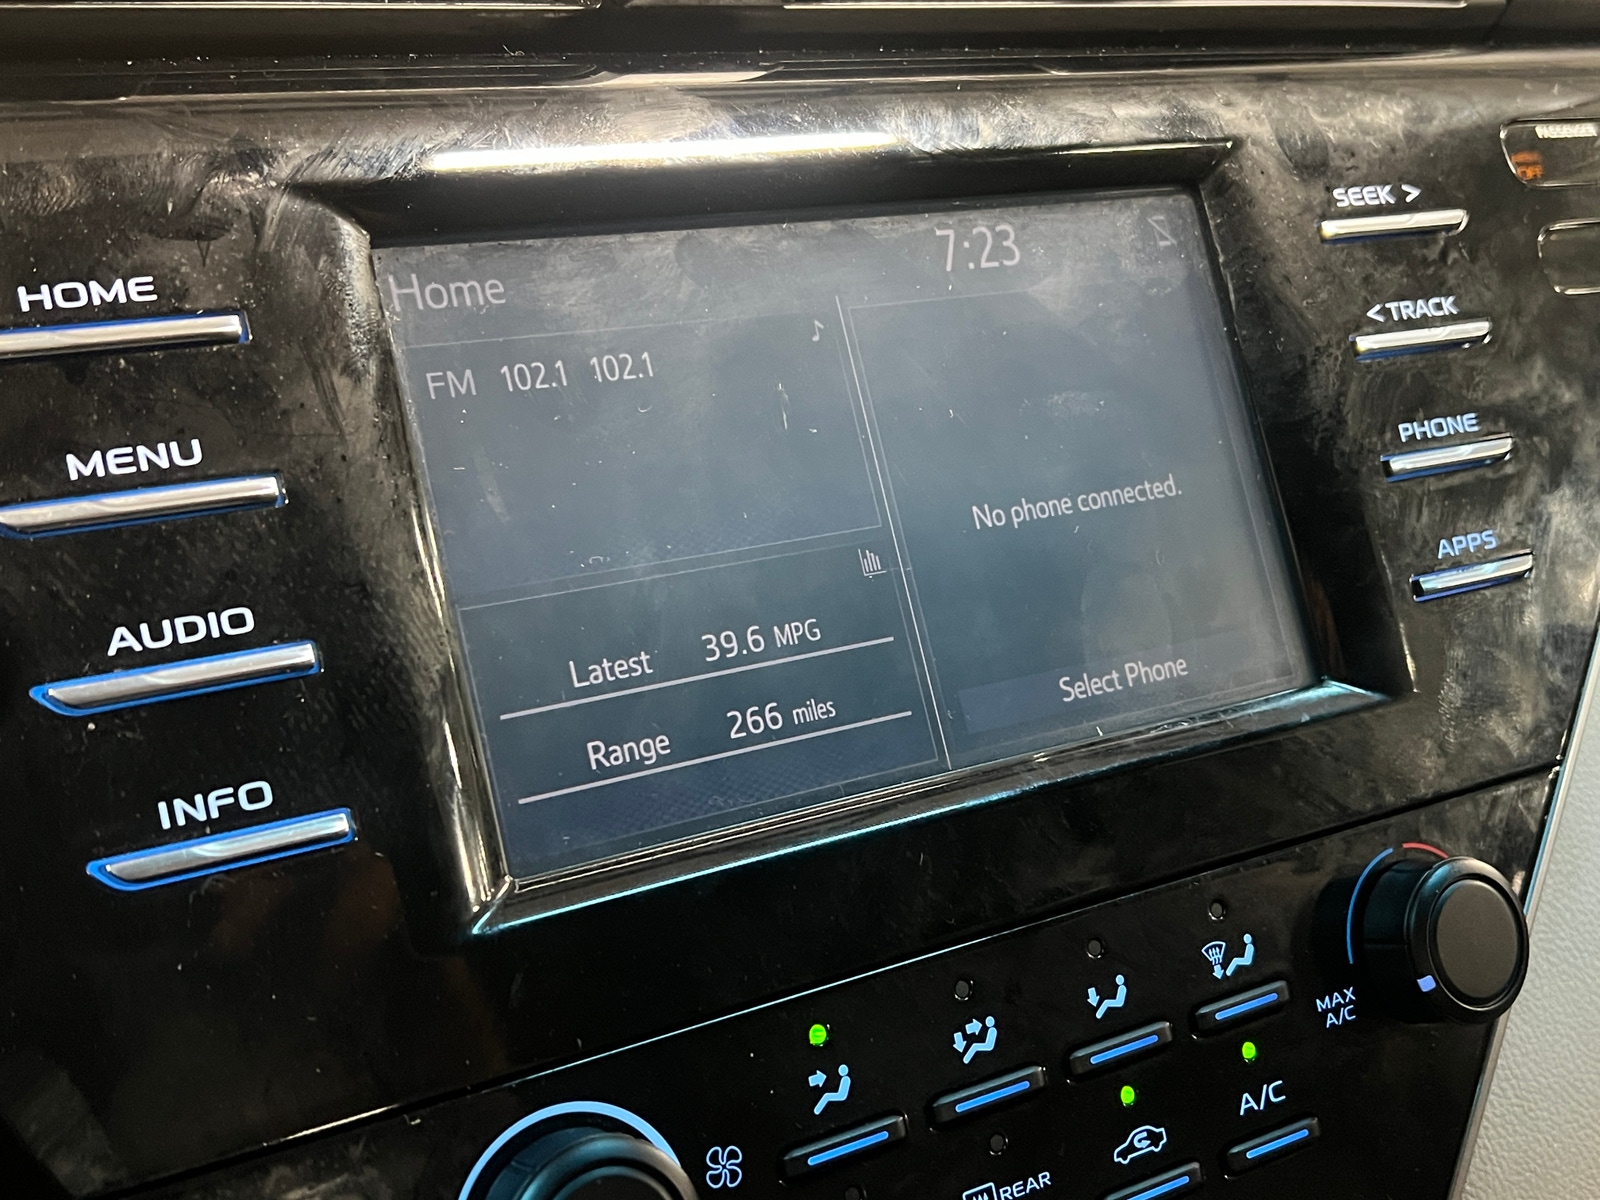 HOME
MENU
AUDIO
INFO
Home
7:23
FM 102.1 102.1
Latest 39.6 MPG
Range 266 miles
No phone connected.
Select Phone
SEEK >
< TRACK
PHONE
APPS
OFF
MAX
A/C
A/C
REAR